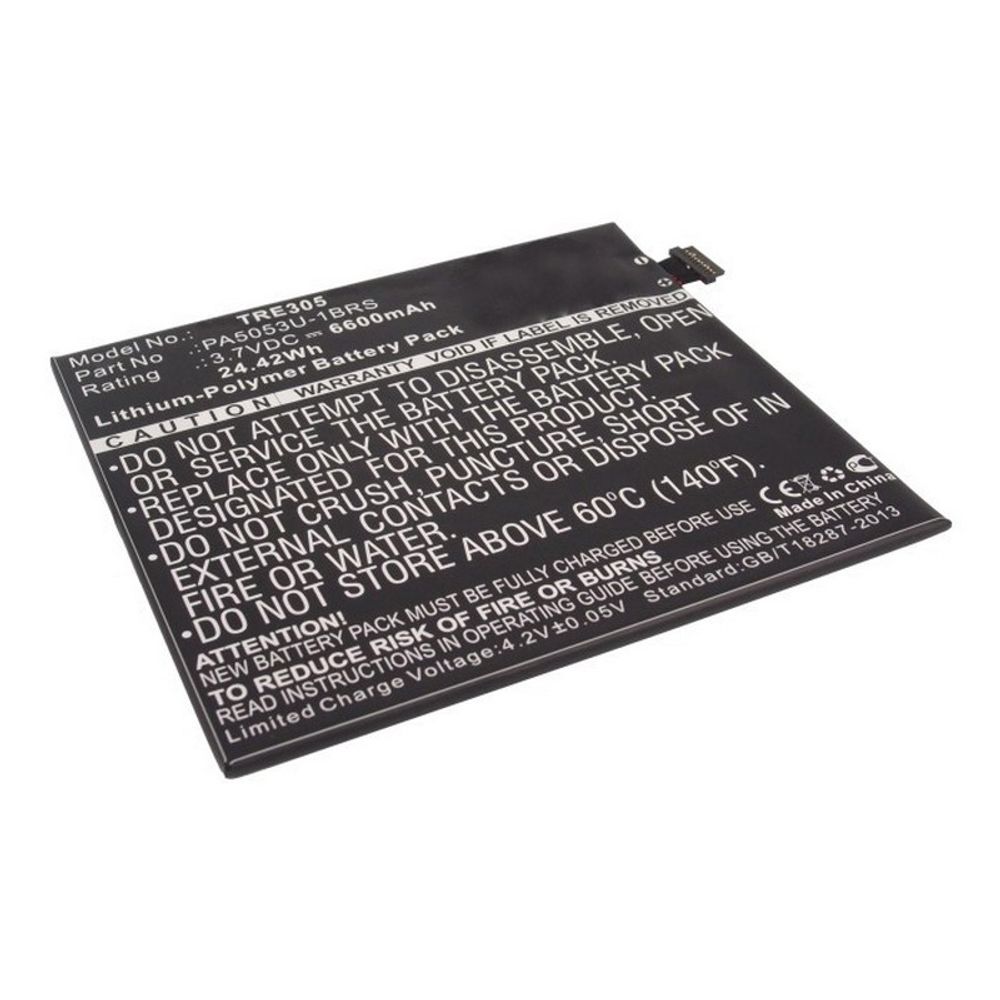 Model No. : TRE305
Part No : PA5053U-1BRS
Rating : 3.7VDC ⎓ 6600mAh
24.42Wh
Lithium-Polymer Battery Pack
CAUTION WARRANTY VOID IF THIS LABEL IS REMOVED
•DO NOT ATTEMPT TO DISASSEMBLE,
OR SERVICE THE BATTERY PACK.
•REPLACE ONLY WITH THE BATTERY PACK
DESIGNATED FOR THIS PRODUCT.
•DO NOT CRUSH, PUNCTURE, SHORT
EXTERNAL CONTACTS OR DISPOSE OF IN
FIRE OR WATER.
•DO NOT STORE ABOVE 60°C (140°F).
CE
Made In China
ATTENTION!
NEW BATTERY PACK MUST BE FULLY CHARGED BEFORE USE
TO REDUCE RISK OF FIRE OR BURNS
READ INSTRUCTIONS IN OPERATING GUIDE BEFORE USING THE BATTERY
Limited Charge Voltage:4.2V±0.05V Standard:GB/T18287-2013